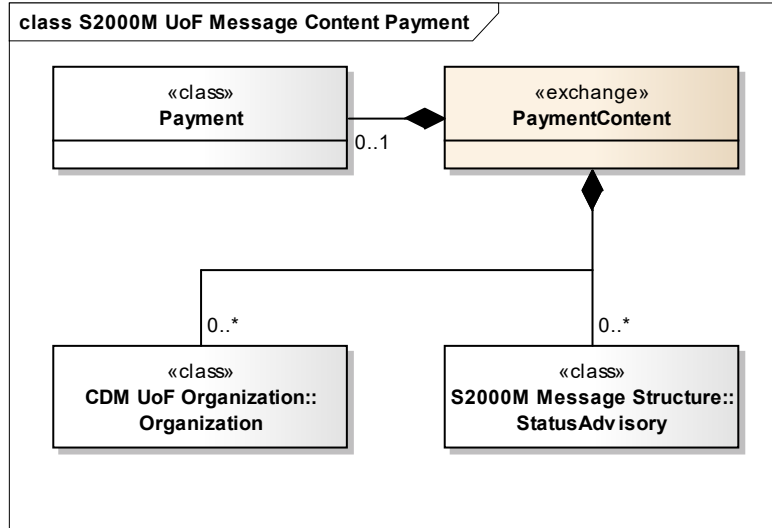 class S2000M UoF Message Content Payment
«class»
Payment
«exchange»
PaymentContent
0..1
0..*
0..*
«class»
CDM UoF Organization::
Organization
«class»
S2000M Message Structure::
StatusAdvisory